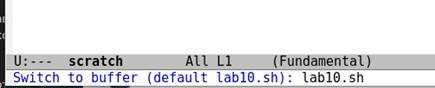 U:---  scratch        All L1     (Fundamental)
Switch to buffer (default lab10.sh): lab10.sh